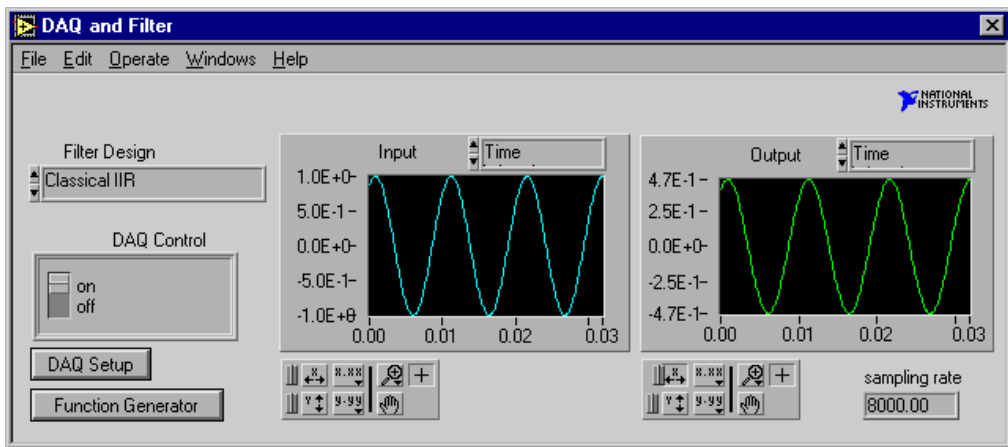 DAQ and Filter
File Edit Operate Windows Help
NATIONAL
INSTRUMENTS
Filter Design
Classical IIR
DAQ Control
on
off
DAQ Setup
Function Generator
Input
Time
1.0E+0
5.0E-1
0.0E+0
-5.0E-1
-1.0E+0
0.00 0.01 0.02 0.03
Output
Time
4.7E-1
2.5E-1
0.0E+0
-2.5E-1
-4.7E-1
0.00 0.01 0.02 0.03
X X.XX
Y Y.YY
X X.XX
Y Y.YY
sampling rate
8000.00